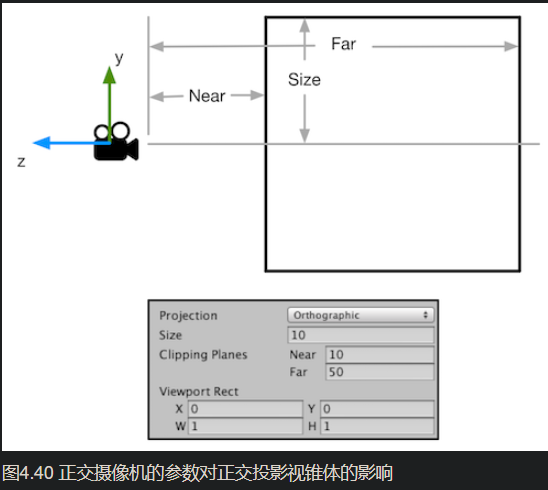 y
Far
Size
Near
z
Projection Orthographic
Size 10
Clipping Planes Near 10
Far 50
Viewport Rect
X 0 Y 0
W 1 H 1
图4.40 正交摄像机的参数对正交投影视锥体的影响